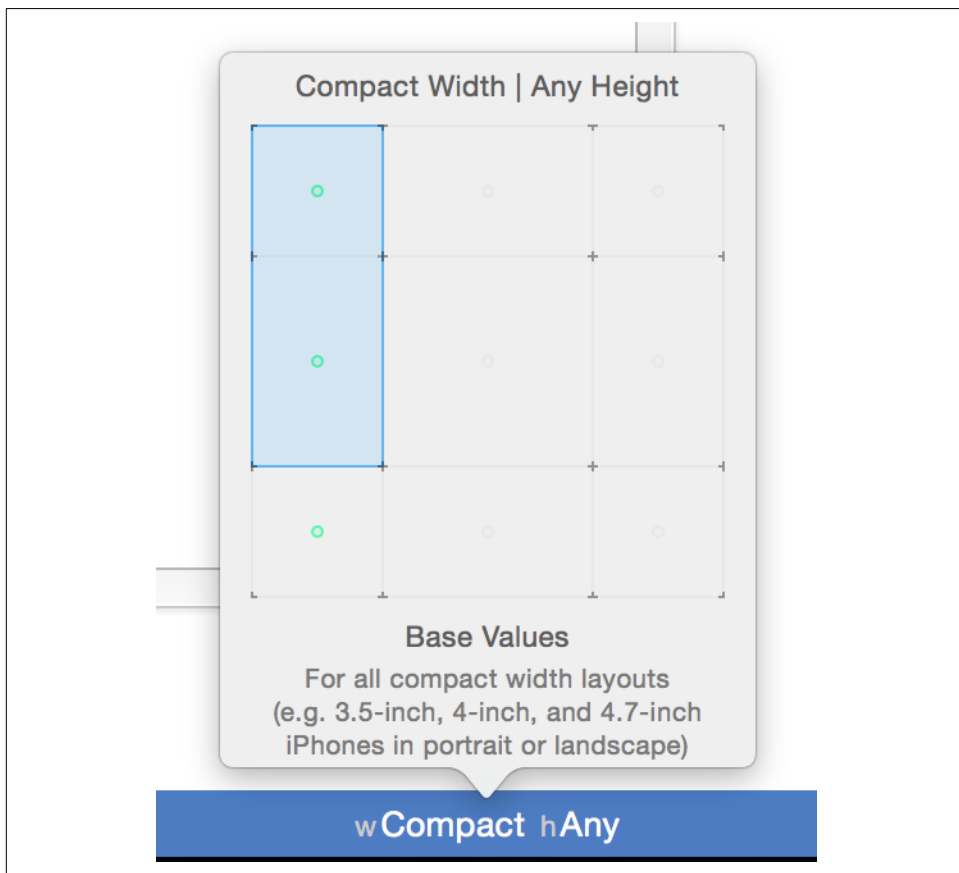 Compact Width | Any Height
Base Values
For all compact width layouts
(e.g. 3.5-inch, 4-inch, and 4.7-inch
iPhones in portrait or landscape)
wCompact hAny